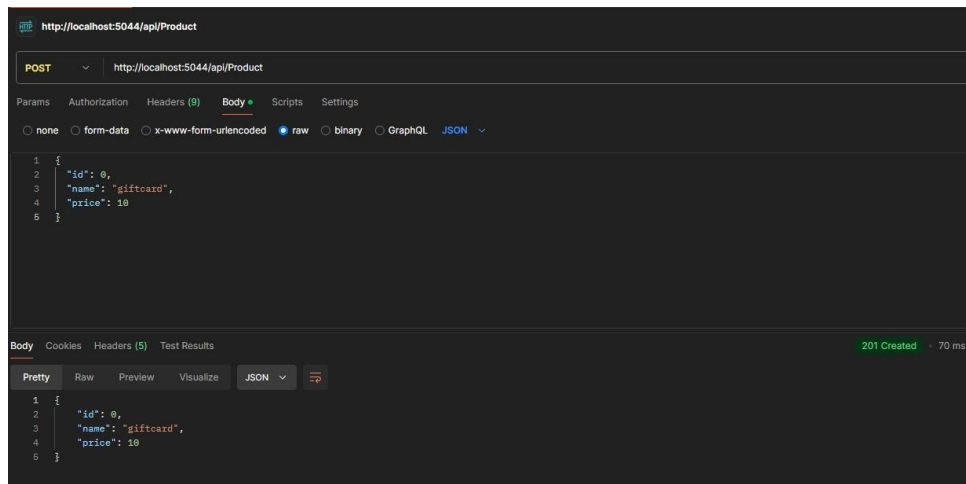 HTTP http://localhost:5044/api/Product
POST http://localhost:5044/api/Product
Params Authorization Headers (9) Body Scripts Settings
none form-data x-www-form-urlencoded raw binary GraphQL JSON
1 {
2 "id": 0,
3 "name": "giftcard",
4 "price": 10
5 }
Body Cookies Headers (5) Test Results 201 Created 70 ms
Pretty Raw Preview Visualize JSON
1 {
2 "id": 0,
3 "name": "giftcard",
4 "price": 10
5 }